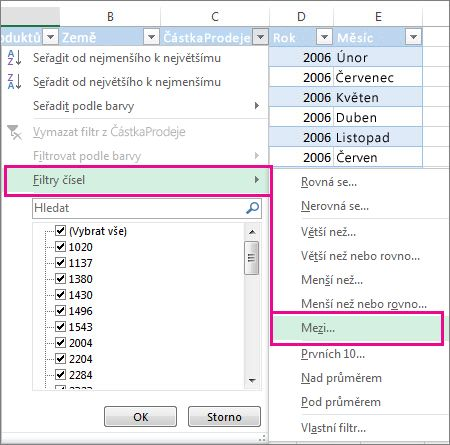 B C D E
oduktů Země ČástkaProdeje Rok Měsíc
Seřadit od nejmenšího k největšímu
Seřadit od největšího k nejmenšímu
Seřadit podle barvy
Vymazat filtr z ČástkaProdeje
Filtrovat podle barvy
Filtry čísel
Hledat
(Vybrat vše)
1020
1137
1380
1430
1496
1543
2004
2204
2284
OK Storno
2006 Únor
2006 Červenec
2006 Květen
2006 Duben
2006 Listopad
2006 Červen
Rovná se...
Nerovná se...
Větší než...
Větší než nebo rovno...
Menší než...
Menší než nebo rovno...
Mezi...
Prvních 10...
Nad průměrem
Pod průměrem
Vlastní filtr...